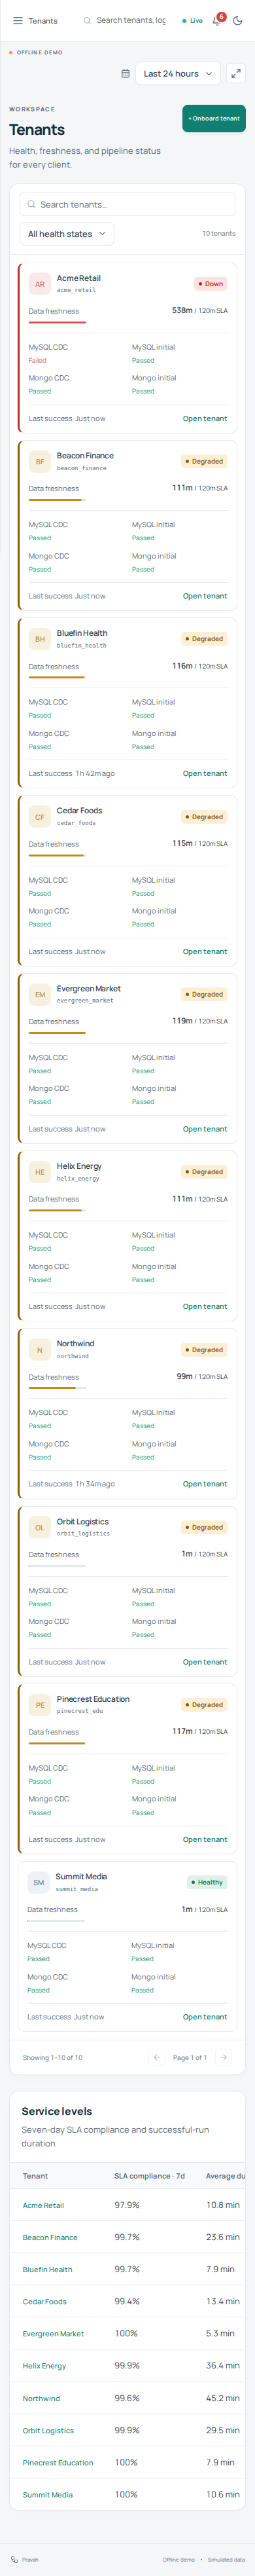 Tenants
Search tenants, log
Live
6
OFFLINE DEMO
Last 24 hours
WORKSPACE
Tenants
+ Onboard tenant
Health, freshness, and pipeline status
for every client.
Search tenants...
All health states
10 tenants
AR
Acme Retail
acme_retail
Down
Data freshness
538m / 120m SLA
MySQL CDC
MySQL initial
Failed
Passed
Mongo CDC
Mongo initial
Passed
Passed
Last success Just now
Open tenant
BF
Beacon Finance
beacon_finance
Degraded
Data freshness
111m / 120m SLA
MySQL CDC
MySQL initial
Passed
Passed
Mongo CDC
Mongo initial
Passed
Passed
Last success Just now
Open tenant
BH
Bluefin Health
bluefin_health
Degraded
Data freshness
116m / 120m SLA
MySQL CDC
MySQL initial
Passed
Passed
Mongo CDC
Mongo initial
Passed
Passed
Last success 1h 42m ago
Open tenant
CF
Cedar Foods
cedar_foods
Degraded
Data freshness
115m / 120m SLA
MySQL CDC
MySQL initial
Passed
Passed
Mongo CDC
Mongo initial
Passed
Passed
Last success Just now
Open tenant
EM
Evergreen Market
evergreen_market
Degraded
Data freshness
119m / 120m SLA
MySQL CDC
MySQL initial
Passed
Passed
Mongo CDC
Mongo initial
Passed
Passed
Last success Just now
Open tenant
HE
Helix Energy
helix_energy
Degraded
Data freshness
111m / 120m SLA
MySQL CDC
MySQL initial
Passed
Passed
Mongo CDC
Mongo initial
Passed
Passed
Last success Just now
Open tenant
N
Northwind
northwind
Degraded
Data freshness
99m / 120m SLA
MySQL CDC
MySQL initial
Passed
Passed
Mongo CDC
Mongo initial
Passed
Passed
Last success 1h 34m ago
Open tenant
OL
Orbit Logistics
orbit_logistics
Degraded
Data freshness
1m / 120m SLA
MySQL CDC
MySQL initial
Passed
Passed
Mongo CDC
Mongo initial
Passed
Passed
Last success Just now
Open tenant
PE
Pinecrest Education
pinecrest_edu
Degraded
Data freshness
117m / 120m SLA
MySQL CDC
MySQL initial
Passed
Passed
Mongo CDC
Mongo initial
Passed
Passed
Last success Just now
Open tenant
SM
Summit Media
summit_media
Healthy
Data freshness
1m / 120m SLA
MySQL CDC
MySQL initial
Passed
Passed
Mongo CDC
Mongo initial
Passed
Passed
Last success Just now
Open tenant
Showing 1–10 of 10
Page 1 of 1
Service levels
Seven-day SLA compliance and successful-run
duration
Tenant SLA compliance · 7d Average du
Acme Retail 97.9% 10.8 min
Beacon Finance 99.7% 23.6 min
Bluefin Health 99.7% 7.9 min
Cedar Foods 99.4% 13.4 min
Evergreen Market 100% 5.3 min
Helix Energy 99.9% 36.4 min
Northwind 99.6% 45.2 min
Orbit Logistics 99.9% 29.5 min
Pinecrest Education 100% 7.9 min
Summit Media 100% 10.6 min
Pravah
Offline demo • Simulated data